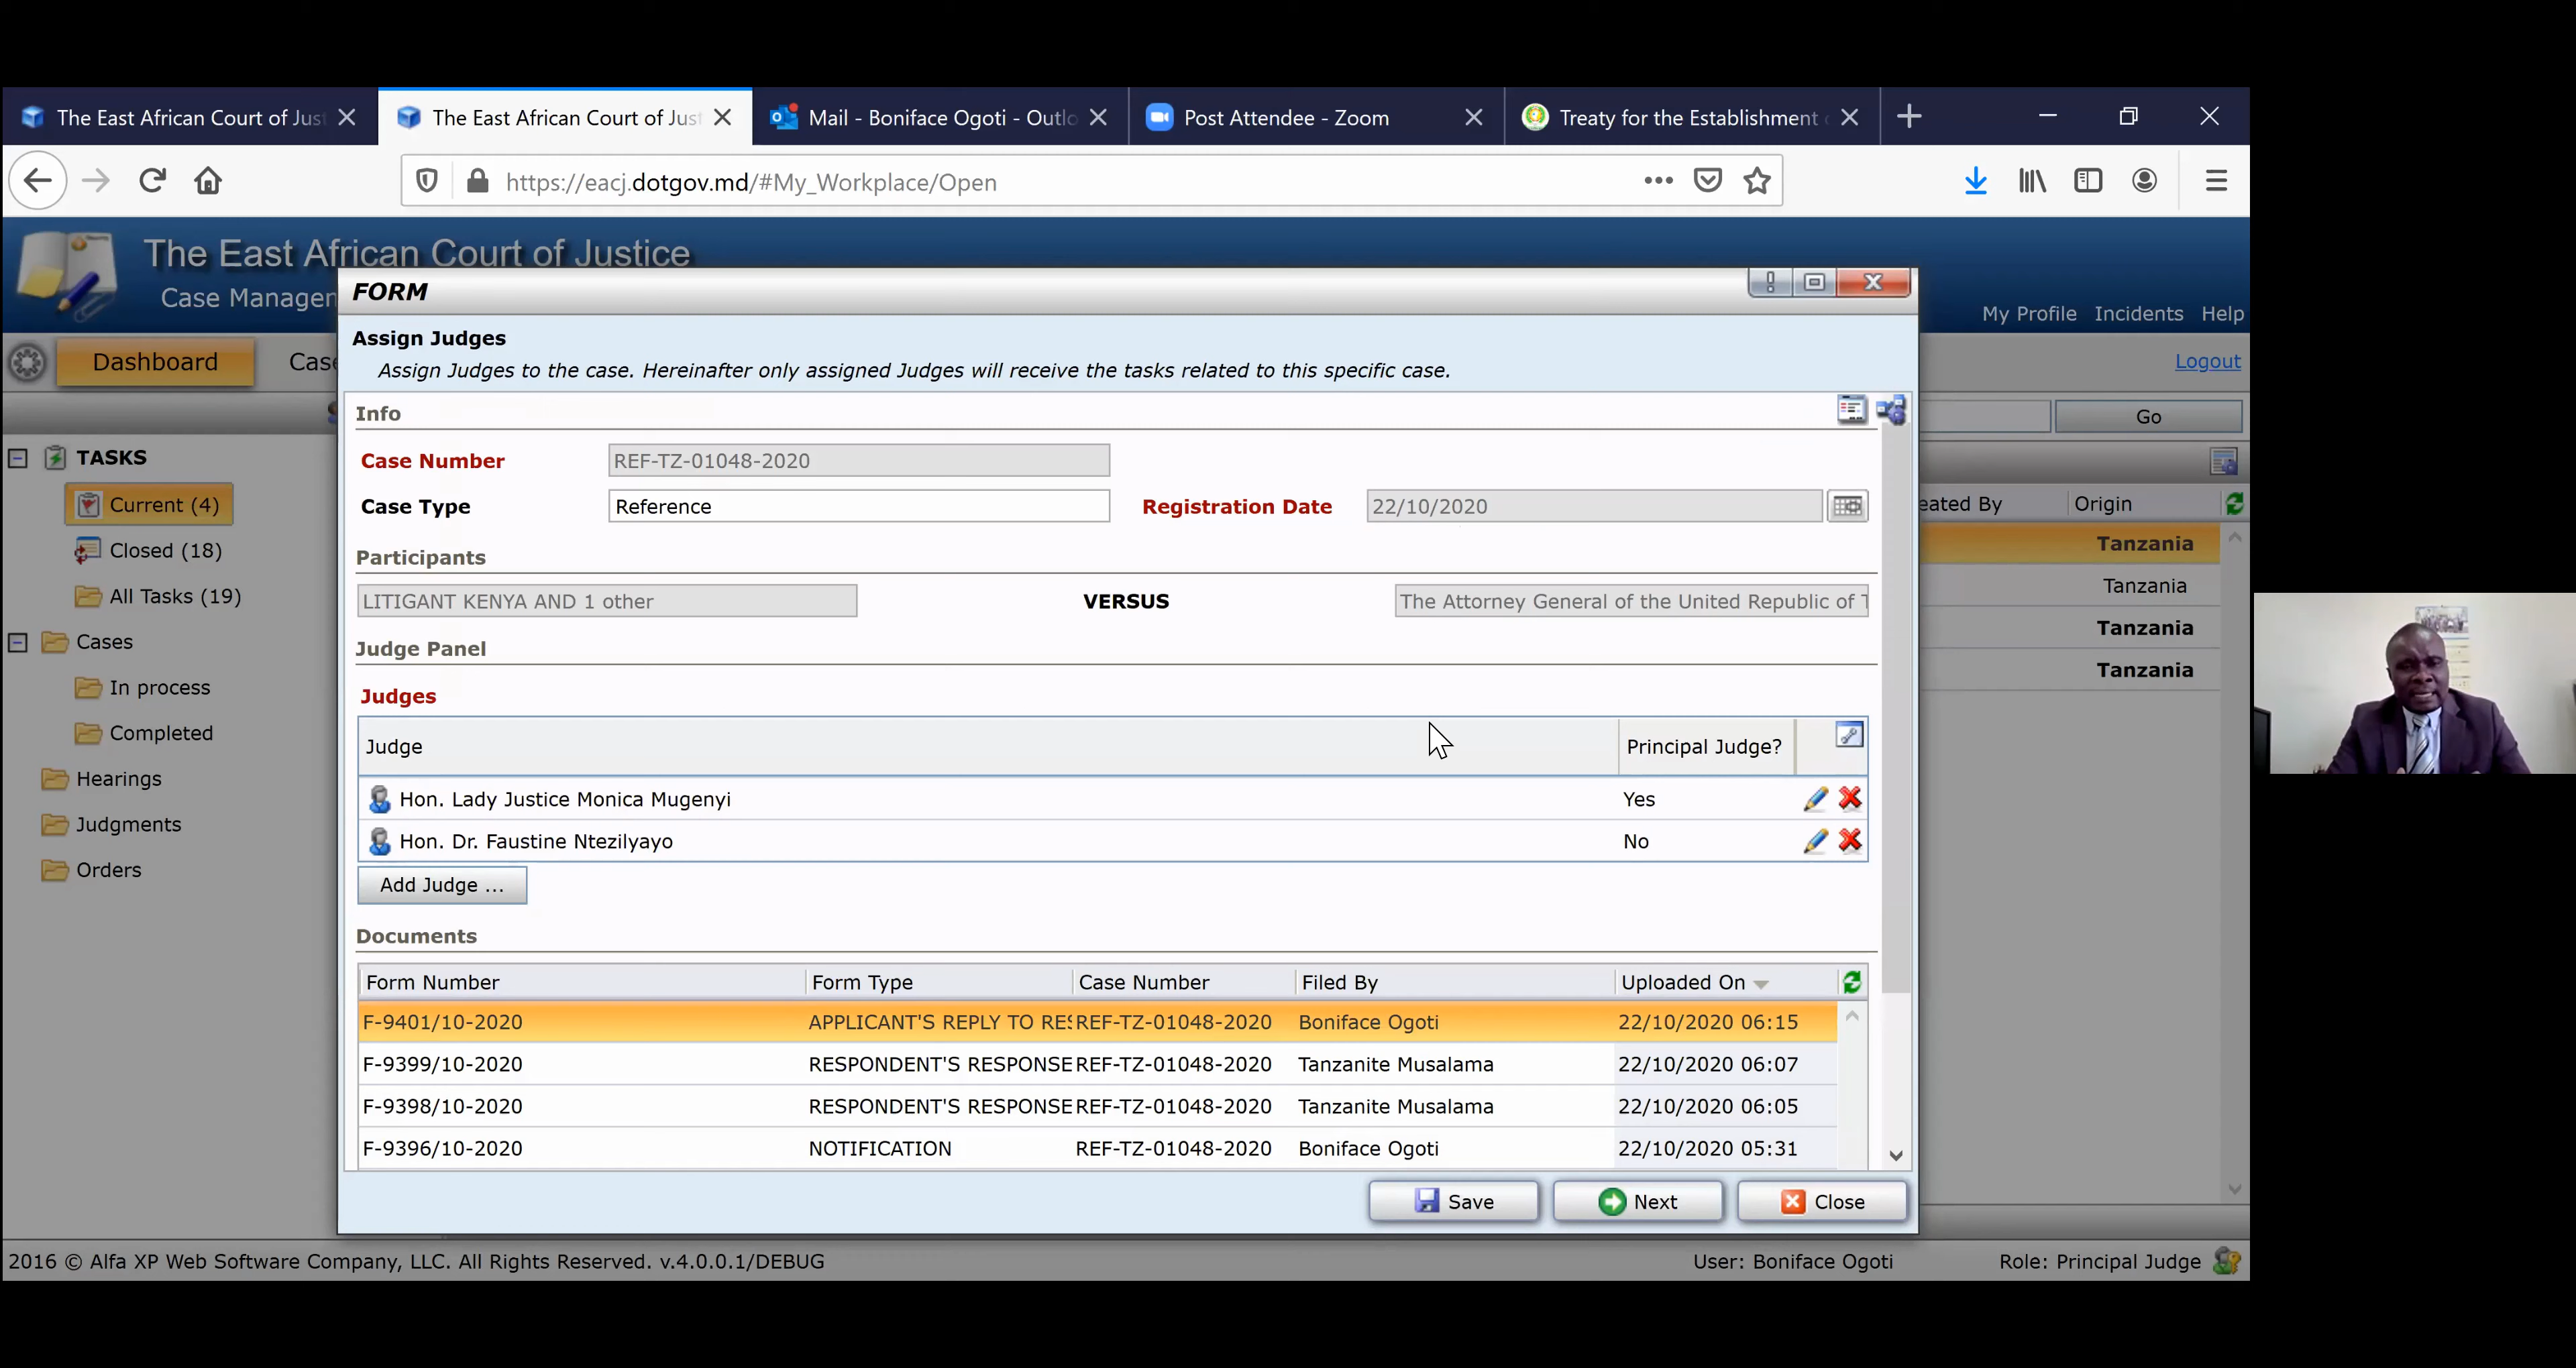 The East African Court of Jus
The East African Court of Jus
Mail - Boniface Ogoti - Outlo
Post Attendee - Zoom
Treaty for the Establishment
https://eacj.dotgov.md/#My_Workplace/Open
The East African Court of Justice
Case Managem
My Profile Incidents Help
Dashboard
Cas
Logout
Go
TASKS
Current (4)
Closed (18)
All Tasks (19)
Cases
In process
Completed
Hearings
Judgments
Orders
FORM
Assign Judges
Assign Judges to the case. Hereinafter only assigned Judges will receive the tasks related to this specific case.
Info
Case Number REF-TZ-01048-2020
Case Type Reference Registration Date 22/10/2020
Participants
LITIGANT KENYA AND 1 other VERSUS The Attorney General of the United Republic of T
Judge Panel
Judges
Judge Principal Judge?
Hon. Lady Justice Monica Mugenyi Yes
Hon. Dr. Faustine Ntezilyayo No
Add Judge ...
Documents
Form Number Form Type Case Number Filed By Uploaded On
F-9401/10-2020 APPLICANT'S REPLY TO RES REF-TZ-01048-2020 Boniface Ogoti 22/10/2020 06:15
F-9399/10-2020 RESPONDENT'S RESPONSE REF-TZ-01048-2020 Tanzanite Musalama 22/10/2020 06:07
F-9398/10-2020 RESPONDENT'S RESPONSE REF-TZ-01048-2020 Tanzanite Musalama 22/10/2020 06:05
F-9396/10-2020 NOTIFICATION REF-TZ-01048-2020 Boniface Ogoti 22/10/2020 05:31
Save Next Close
eated By Origin
Tanzania
Tanzania
Tanzania
Tanzania
2016 © Alfa XP Web Software Company, LLC. All Rights Reserved. v.4.0.0.1/DEBUG
User: Boniface Ogoti Role: Principal Judge